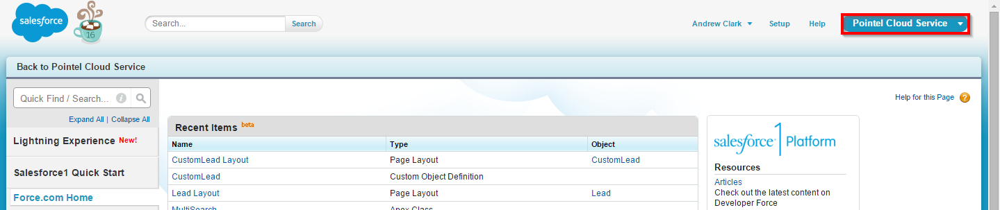 salesforce
16
Search...
Search
Andrew Clark
Setup
Help
Pointel Cloud Service
Back to Pointel Cloud Service
Quick Find / Search...
i
Expand All | Collapse All
Lightning Experience New!
Salesforce1 Quick Start
Force.com Home
Help for this Page ?
Recent Items beta
Name Type Object
CustomLead Layout Page Layout CustomLead
CustomLead Custom Object Definition
Lead Layout Page Layout Lead
MultiSearch Apex Class
salesforce1 Platform
Resources
Articles
Check out the latest content on
Developer Force